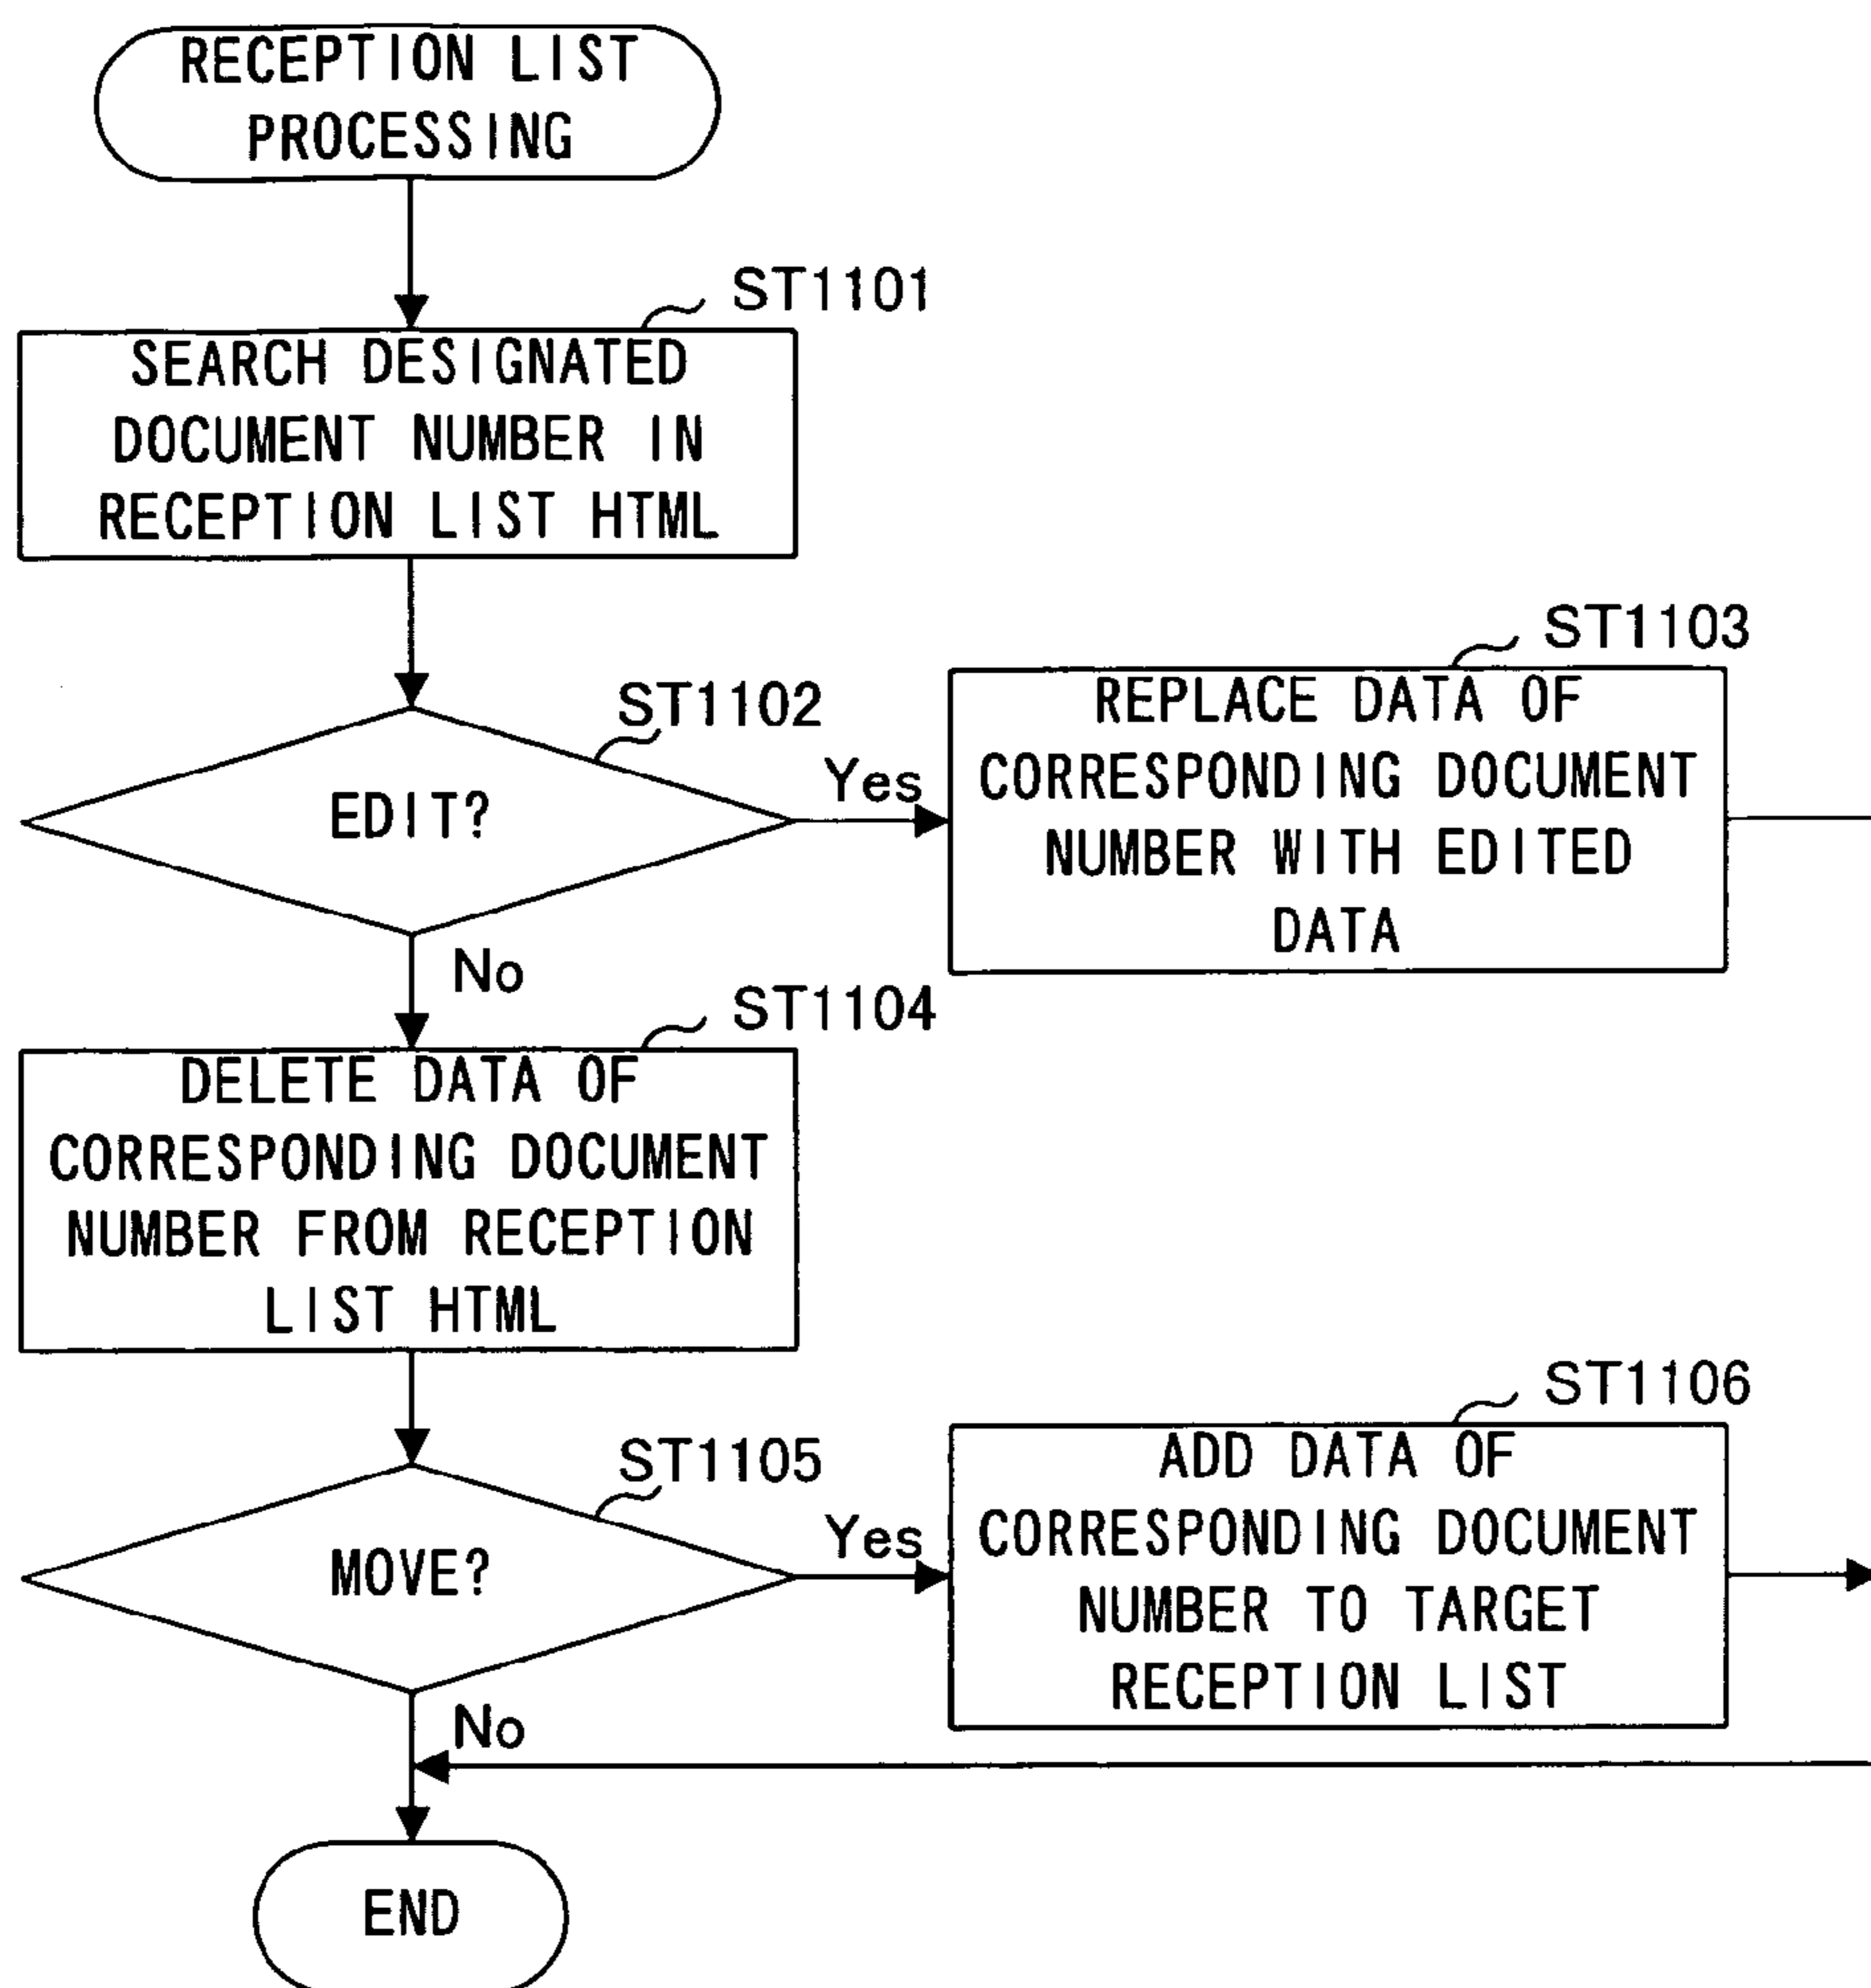 RECEPTION LIST
PROCESSING
ST1101
SEARCH DESIGNATED
DOCUMENT NUMBER IN
RECEPTION LIST HTML
ST1102
EDIT?
Yes
No
ST1103
REPLACE DATA OF
CORRESPONDING DOCUMENT
NUMBER WITH EDITED
DATA
ST1104
DELETE DATA OF
CORRESPONDING DOCUMENT
NUMBER FROM RECEPTION
LIST HTML
ST1105
MOVE?
Yes
No
ST1106
ADD DATA OF
CORRESPONDING DOCUMENT
NUMBER TO TARGET
RECEPTION LIST
END